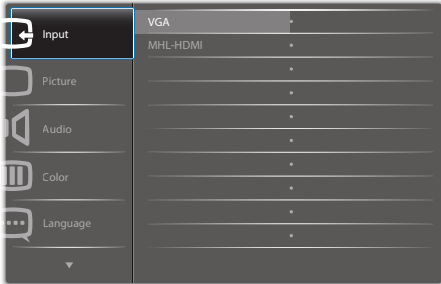 Input
Picture
Audio
Color
Language
VGA
MHL-HDMI